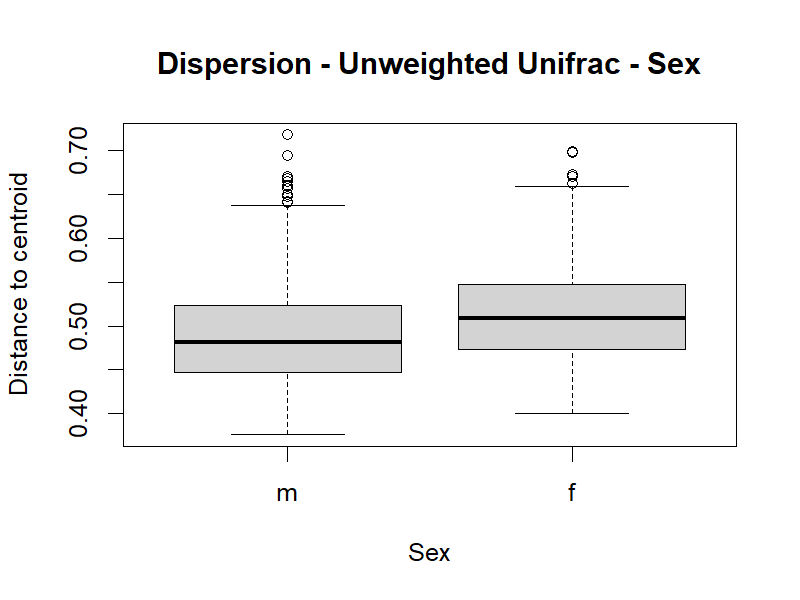 Dispersion - Unweighted Unifrac - Sex
Distance to centroid
0.70
0.60
0.50
0.40
m f
Sex